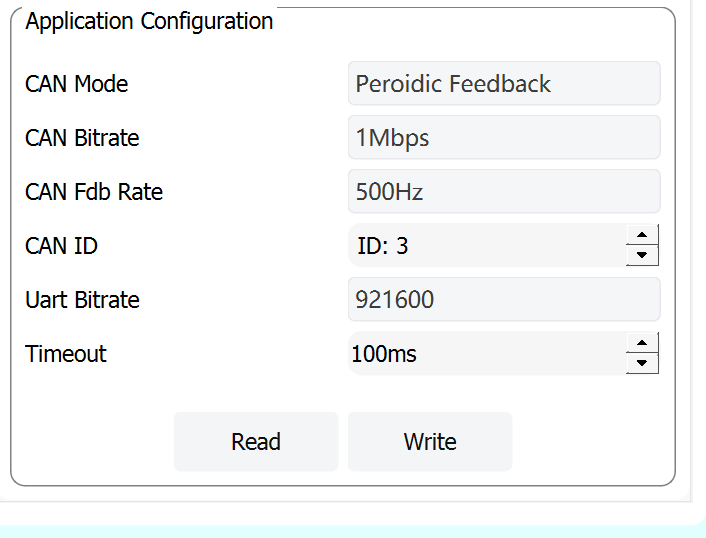 Application Configuration
CAN Mode Peroidic Feedback
CAN Bitrate 1Mbps
CAN Fdb Rate 500Hz
CAN ID ID: 3
Uart Bitrate 921600
Timeout 100ms
Read Write